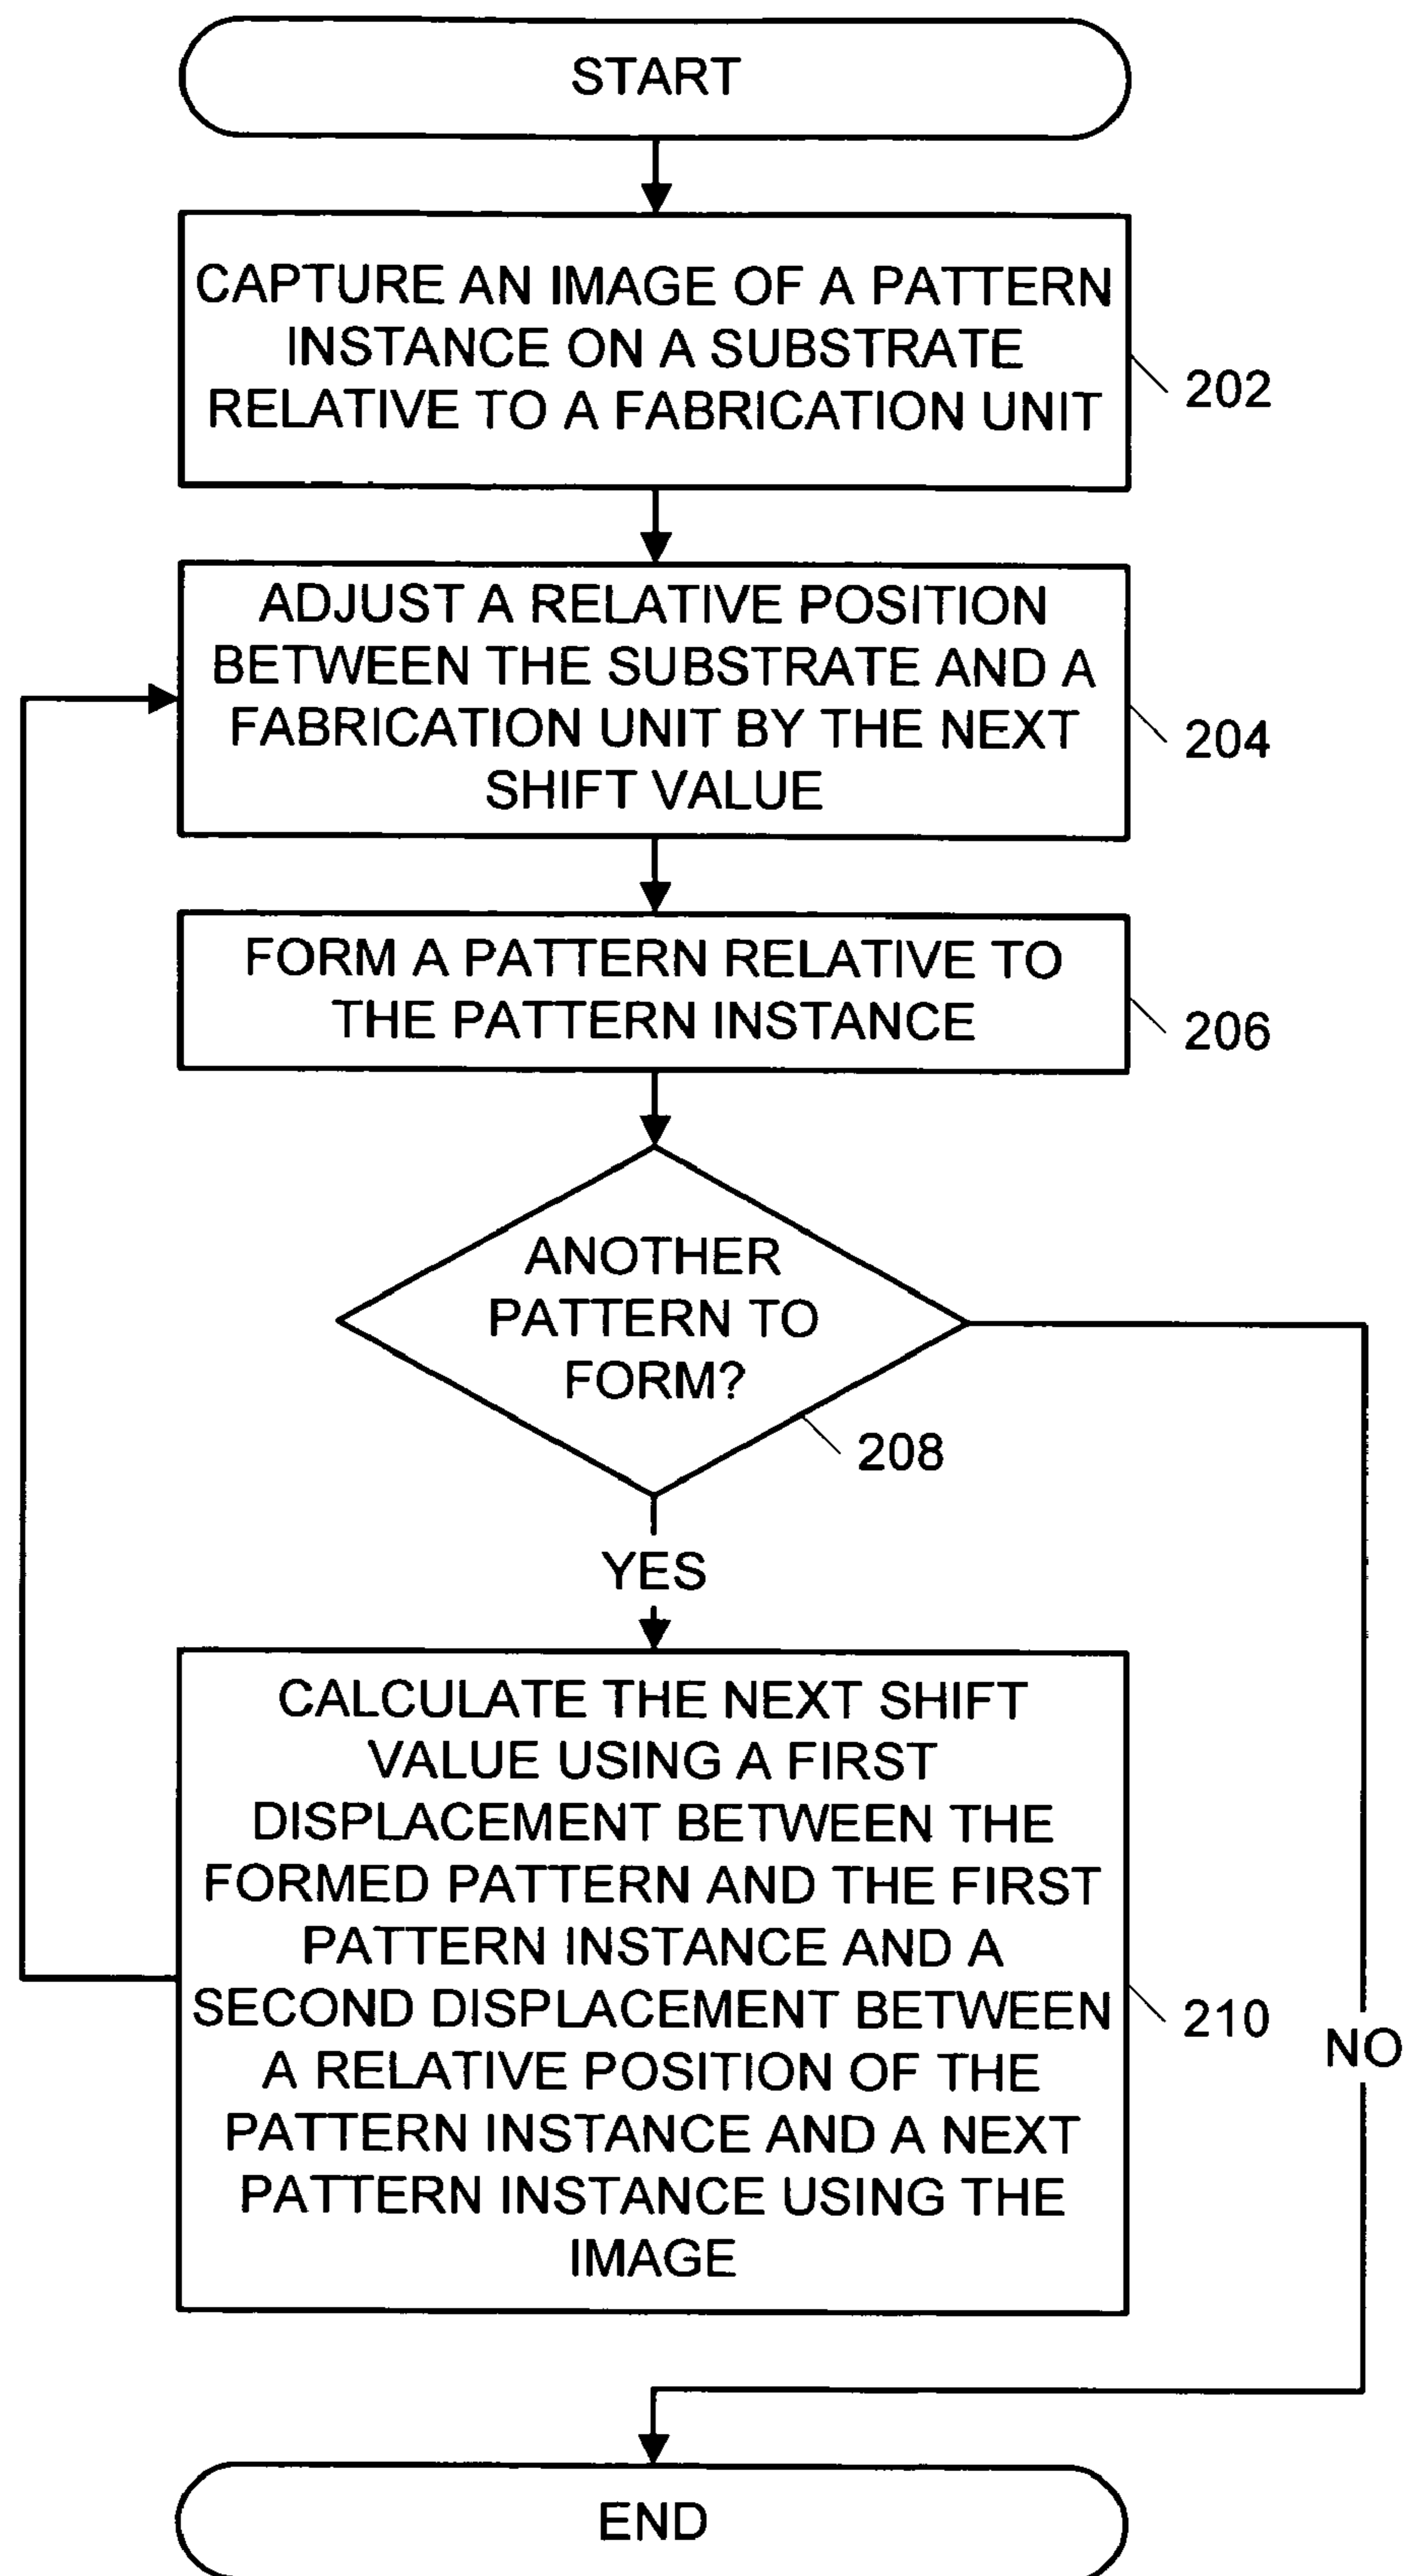 START
CAPTURE AN IMAGE OF A PATTERN
INSTANCE ON A SUBSTRATE
RELATIVE TO A FABRICATION UNIT
202
ADJUST A RELATIVE POSITION
BETWEEN THE SUBSTRATE AND A
FABRICATION UNIT BY THE NEXT
SHIFT VALUE
204
FORM A PATTERN RELATIVE TO
THE PATTERN INSTANCE
206
ANOTHER
PATTERN TO
FORM?
208
YES
CALCULATE THE NEXT SHIFT
VALUE USING A FIRST
DISPLACEMENT BETWEEN THE
FORMED PATTERN AND THE FIRST
PATTERN INSTANCE AND A
SECOND DISPLACEMENT BETWEEN
A RELATIVE POSITION OF THE
PATTERN INSTANCE AND A NEXT
PATTERN INSTANCE USING THE
IMAGE
210
NO
END